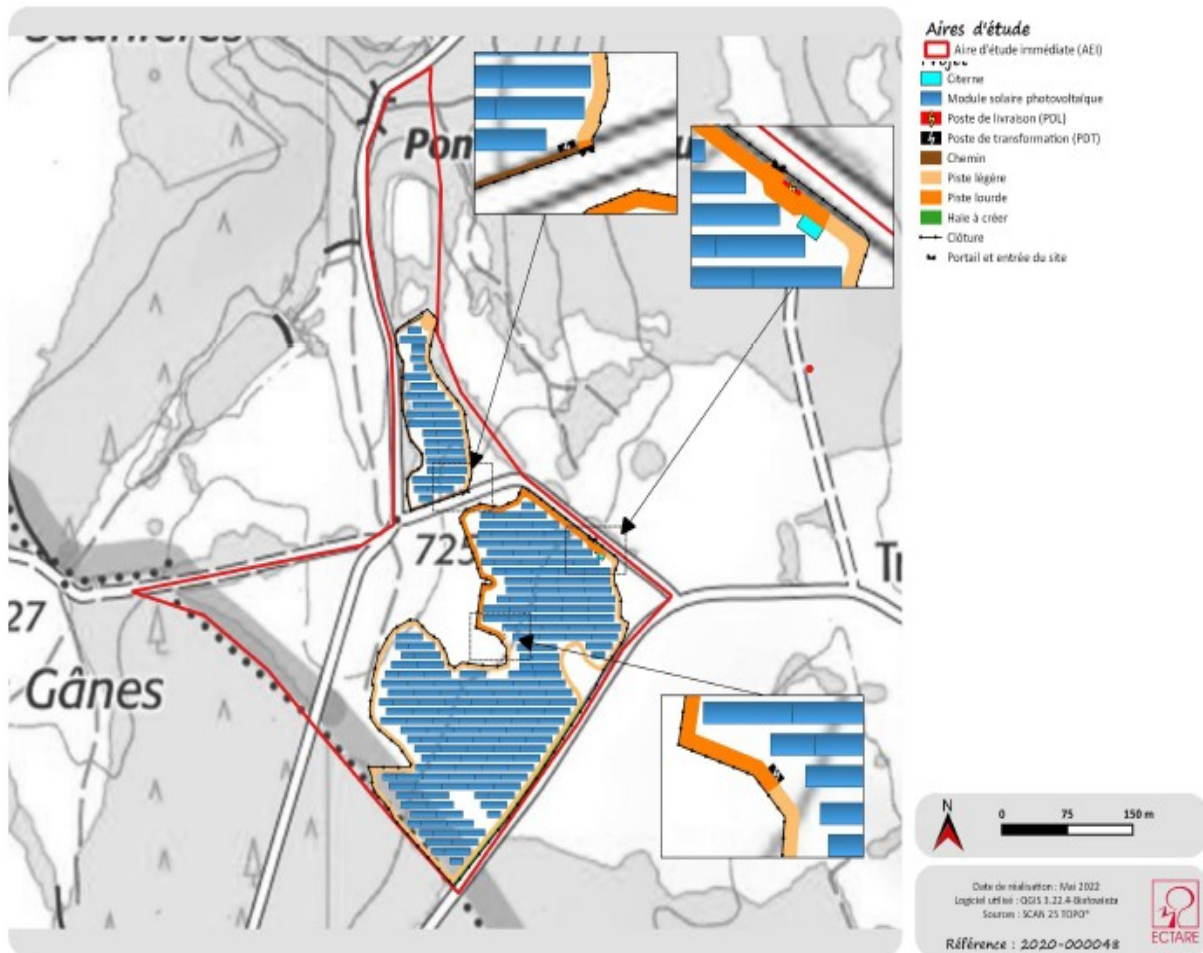 Pon
725
27
Gânes
Aires d'étude
Aire d'étude immédiate (AEI)
Projet
Citerne
Module solaire photovoltaïque
Poste de livraison (PDL)
Poste de transformation (PDT)
Chemin
Piste légère
Piste lourde
Haie à créer
Clôture
Portail et entrée du site
N
0 75 150 m
Date de réalisation : Mai 2022
Logiciel utilisé : QGIS 3.22.4-Białowieża
Sources : SCAN 25 TOPO®
Référence : 2020-000048
ECTARE